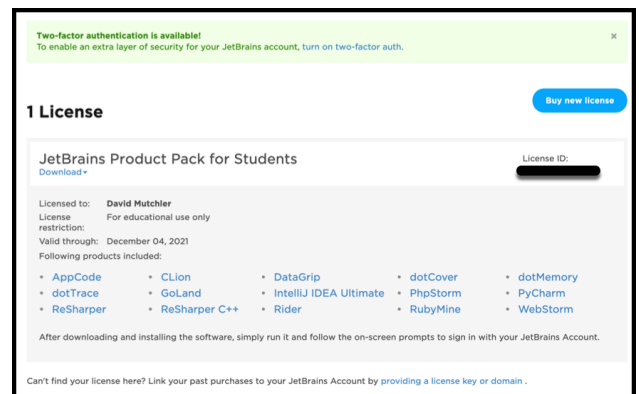 Two-factor authentication is available!
To enable an extra layer of security for your JetBrains account, turn on two-factor auth.
×
Buy new license
1 License
JetBrains Product Pack for Students
Download
License ID:
Licensed to: David Mutchler
License restriction: For educational use only
Valid through: December 04, 2021
Following products included:
• AppCode • CLion • DataGrip • dotCover • dotMemory
• dotTrace • GoLand • IntelliJ IDEA Ultimate • PhpStorm • PyCharm
• ReSharper • ReSharper C++ • Rider • RubyMine • WebStorm
After downloading and installing the software, simply run it and follow the on-screen prompts to sign in with your JetBrains Account.
Can't find your license here? Link your past purchases to your JetBrains Account by providing a license key or domain .